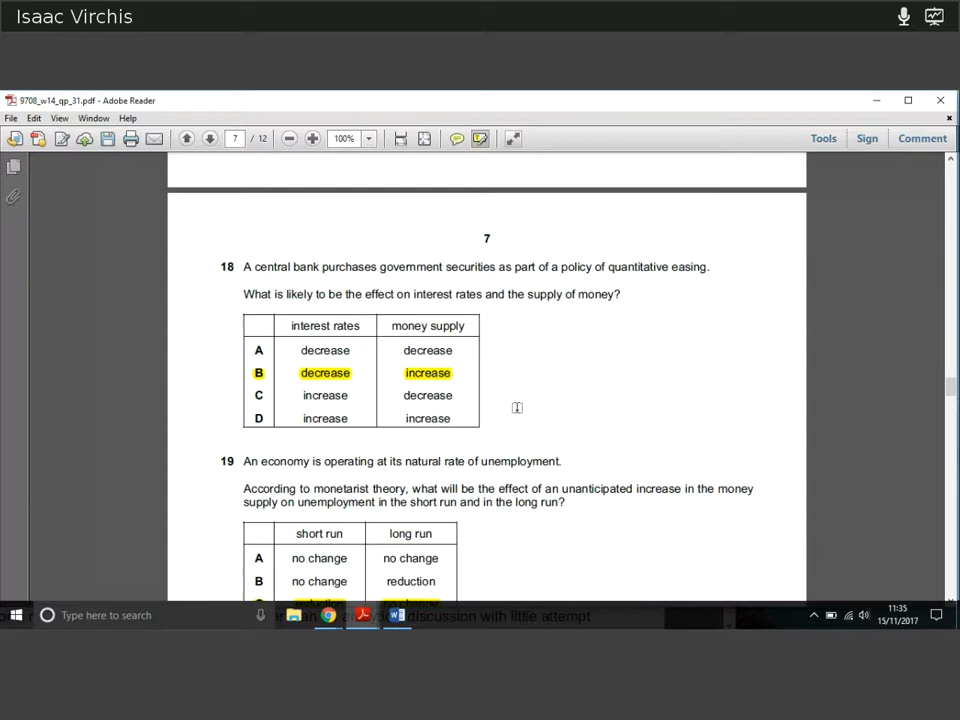 Isaac Virchis
9708_w14_qp_31.pdf - Adobe Reader
File Edit View Window Help
7 / 12 100% Tools Sign Comment
7
18 A central bank purchases government securities as part of a policy of quantitative easing.
What is likely to be the effect on interest rates and the supply of money?
interest rates money supply
A decrease decrease
B decrease increase
C increase decrease
D increase increase
19 An economy is operating at its natural rate of unemployment.
According to monetarist theory, what will be the effect of an unanticipated increase in the money
supply on unemployment in the short run and in the long run?
short run long run
A no change no change
B no change reduction
C reduction no change
Type here to search
discussion with little attempt
11:35
15/11/2017